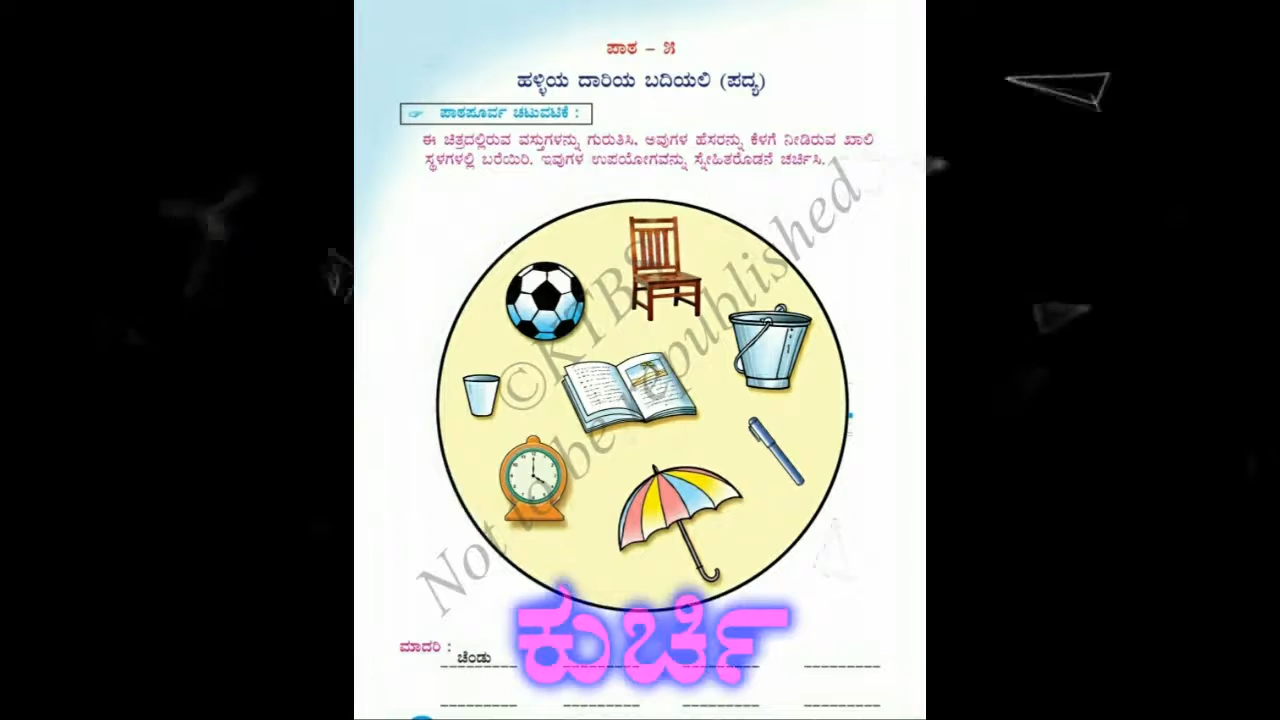 ಪಾಠ – ೫
ಹಳ್ಳಿಯ ದಾರಿಯ ಬದಿಯಲಿ (ಪದ್ಯ)
☞ ಪಾಠಪೂರ್ವ ಚಟುವಟಿಕೆ :
ಈ ಚಿತ್ರದಲ್ಲಿರುವ ವಸ್ತುಗಳನ್ನು ಗುರುತಿಸಿ. ಅವುಗಳ ಹೆಸರನ್ನು ಕೆಳಗೆ ನೀಡಿರುವ ಖಾಲಿ
ಸ್ಥಳಗಳಲ್ಲಿ ಬರೆಯಿರಿ. ಇವುಗಳ ಉಪಯೋಗವನ್ನು ಸ್ನೇಹಿತರೊಡನೆ ಚರ್ಚಿಸಿ.
©KTBS
Not to be republished
ಕುರ್ಚಿ
ಮಾದರಿ : ಚೆಂಡು